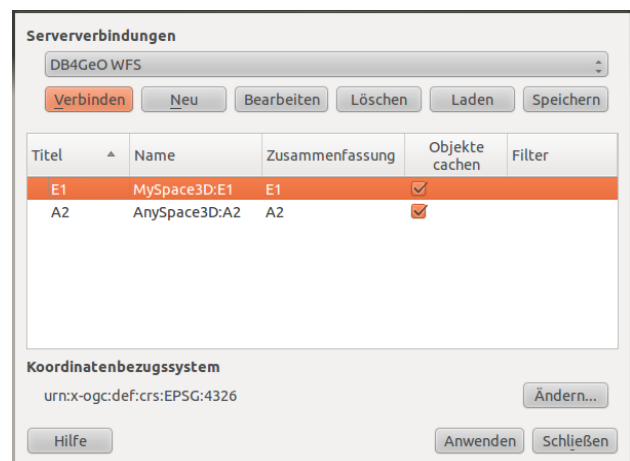 Serververbindungen
DB4GeO WFS
Verbinden Neu Bearbeiten Löschen Laden Speichern
Titel Name Zusammenfassung Objekte cachen Filter
E1 MySpace3D:E1 E1
A2 AnySpace3D:A2 A2
Koordinatenbezugssystem
urn:x-ogc:def:crs:EPSG:4326 Ändern...
Hilfe Anwenden Schließen